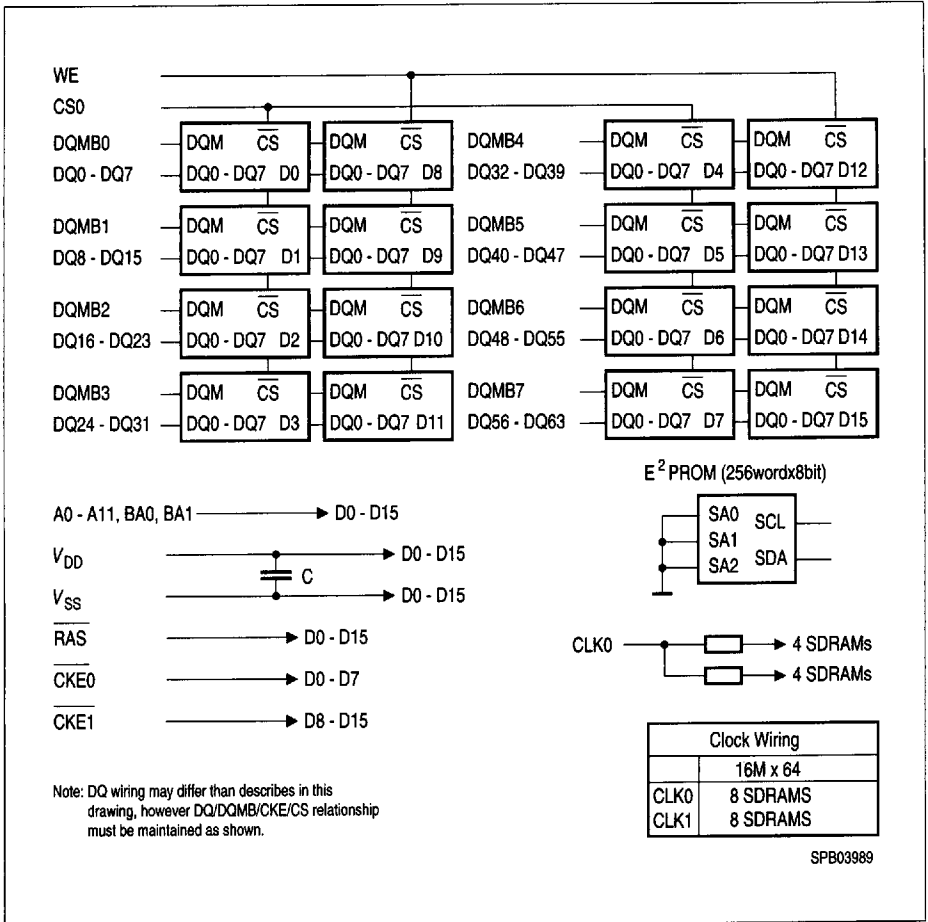 WE
CS0
DQMB0 DQM CS DQM CS DQMB4 DQM CS DQM CS
DQ0 - DQ7 DQ0 - DQ7 D0 DQ0 - DQ7 D8 DQ32 - DQ39 DQ0 - DQ7 D4 DQ0 - DQ7 D12
DQMB1 DQM CS DQM CS DQMB5 DQM CS DQM CS
DQ8 - DQ15 DQ0 - DQ7 D1 DQ0 - DQ7 D9 DQ40 - DQ47 DQ0 - DQ7 D5 DQ0 - DQ7 D13
DQMB2 DQM CS DQM CS DQMB6 DQM CS DQM CS
DQ16 - DQ23 DQ0 - DQ7 D2 DQ0 - DQ7 D10 DQ48 - DQ55 DQ0 - DQ7 D6 DQ0 - DQ7 D14
DQMB3 DQM CS DQM CS DQMB7 DQM CS DQM CS
DQ24 - DQ31 DQ0 - DQ7 D3 DQ0 - DQ7 D11 DQ56 - DQ63 DQ0 - DQ7 D7 DQ0 - DQ7 D15
E² PROM (256wordx8bit)
SA0 SCL
SA1
SA2 SDA
A0 - A11, BA0, BA1 D0 - D15
VDD D0 - D15
C
VSS D0 - D15
RAS D0 - D15
CKE0 D0 - D7
CKE1 D8 - D15
CLK0 4 SDRAMs
4 SDRAMs
Clock Wiring
16M x 64
CLK0 8 SDRAMS
CLK1 8 SDRAMS
Note: DQ wiring may differ than describes in this
drawing, however DQ/DQMB/CKE/CS relationship
must be maintained as shown.
SPB03989